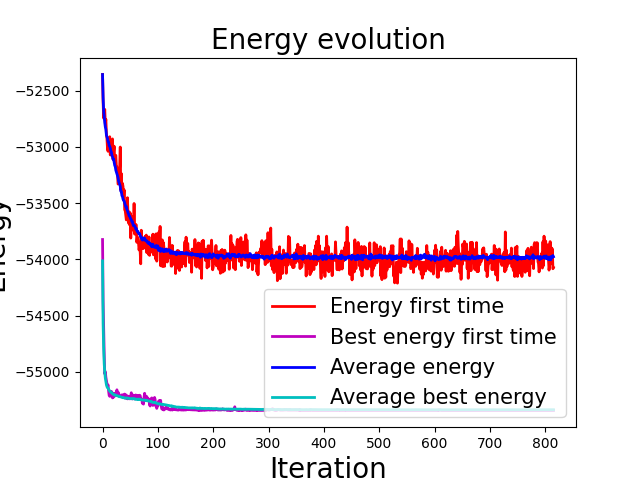 Energy evolution
Energy
−52500
−53000
−53500
−54000
−54500
−55000
0 100 200 300 400 500 600 700 800
Iteration
Energy first time
Best energy first time
Average energy
Average best energy